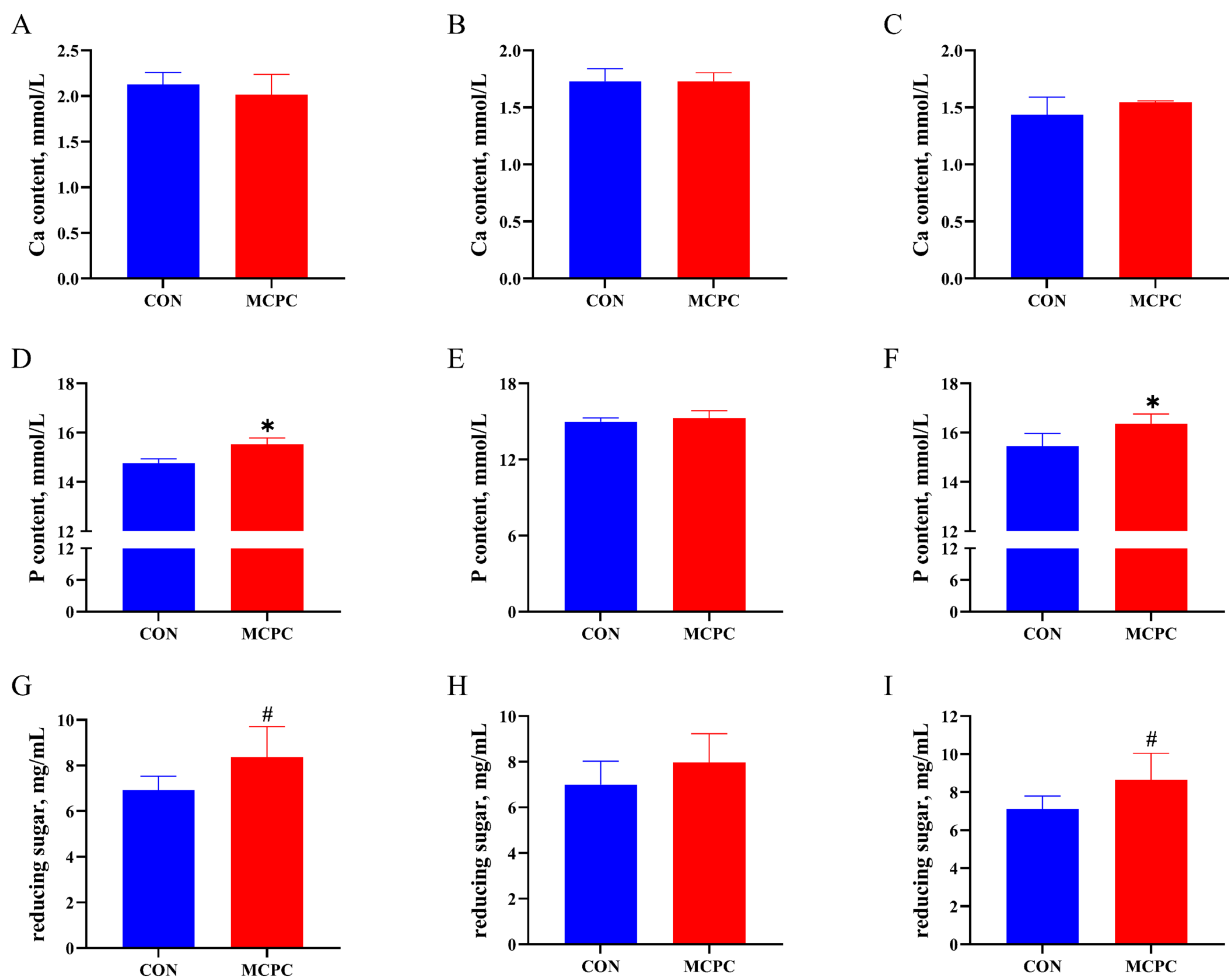 A
Ca content, mmol/L
2.5
2.0
1.5
1.0
0.5
0.0
CON MCPC
B
Ca content, mmol/L
2.0
1.5
1.0
0.5
0.0
CON MCPC
C
Ca content, mmol/L
2.0
1.5
1.0
0.5
0.0
CON MCPC
D
P content, mmol/L
18
16
14
12
12
6
0
*
CON MCPC
E
P content, mmol/L
18
12
6
0
CON MCPC
F
P content, mmol/L
18
16
14
12
12
6
0
*
CON MCPC
G
reducing sugar, mg/mL
10
8
6
4
2
0
#
CON MCPC
H
reducing sugar, mg/mL
10
8
6
4
2
0
CON MCPC
I
reducing sugar, mg/mL
12
10
8
6
4
2
0
#
CON MCPC